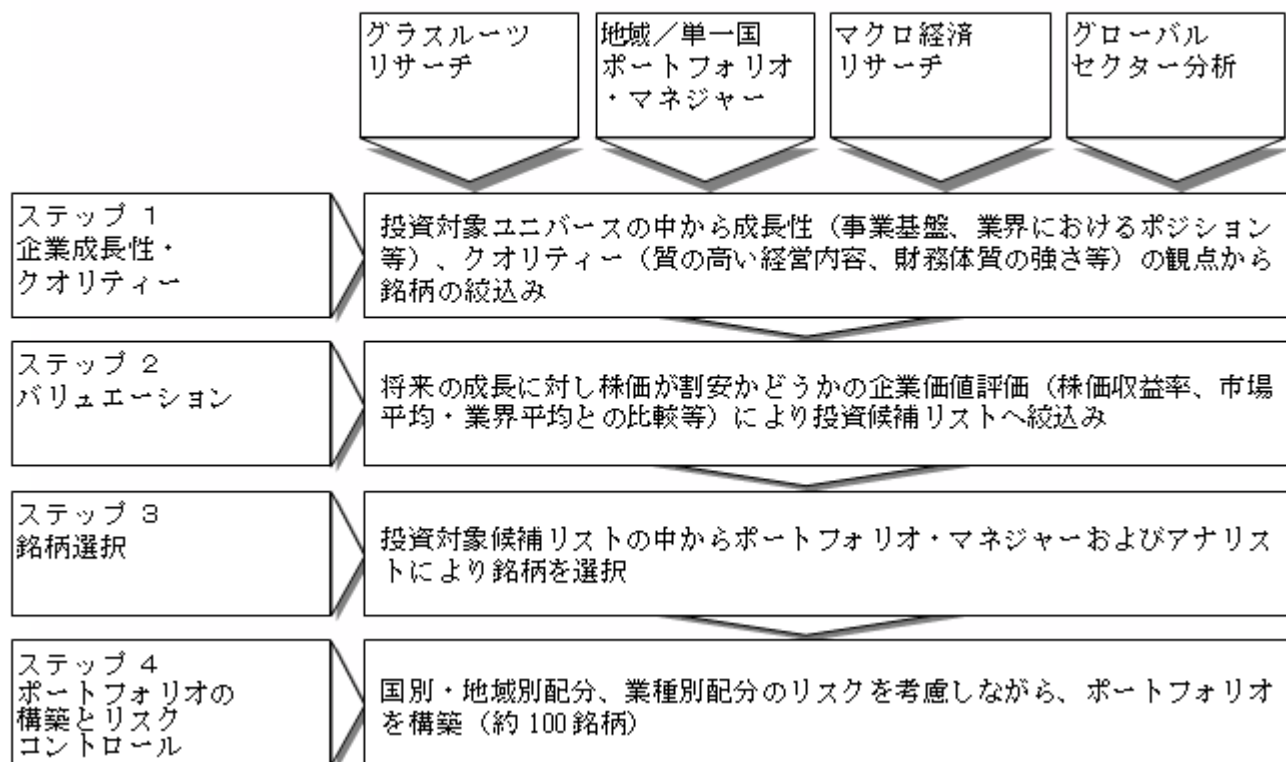 グラスルーツ
リサーチ
地域／単一国
ポートフォリオ
・マネジャー
マクロ経済
リサーチ
グローバル
セクター分析
ステップ １
企業成長性・
クオリティー
投資対象ユニバースの中から成長性（事業基盤、業界におけるポジション
等）、クオリティー（質の高い経営内容、財務体質の強さ等）の観点から
銘柄の絞込み
ステップ ２
バリュエーション
将来の成長に対し株価が割安かどうかの企業価値評価（株価収益率、市場
平均・業界平均との比較等）により投資候補リストへ絞込み
ステップ ３
銘柄選択
投資対象候補リストの中からポートフォリオ・マネジャーおよびアナリス
トにより銘柄を選択
ステップ ４
ポートフォリオの
構築とリスク
コントロール
国別・地域別配分、業種別配分のリスクを考慮しながら、ポートフォリオ
を構築（約 100 銘柄）